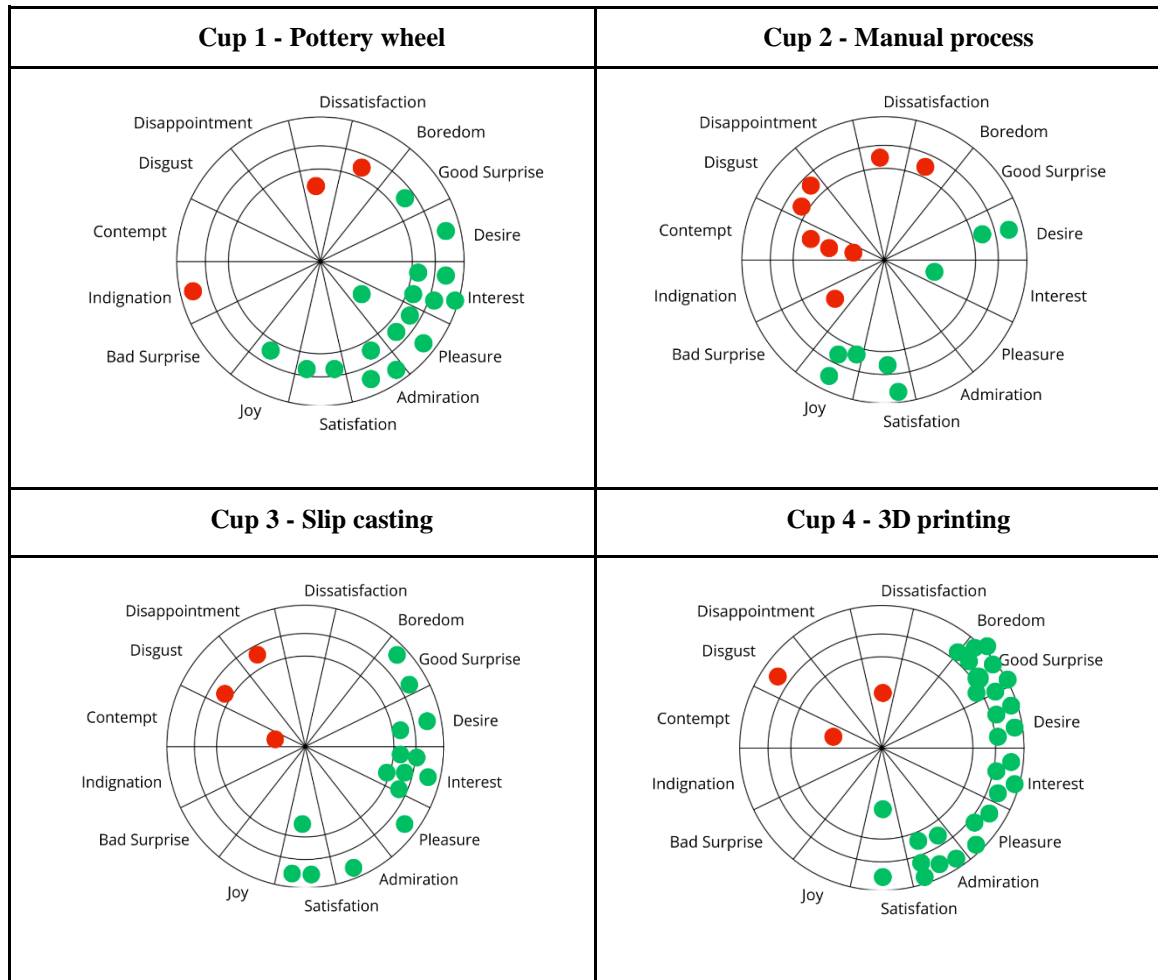 Cup 1 - Pottery wheel
Cup 2 - Manual process
Dissatisfaction
Disappointment
Boredom
Disgust
Good Surprise
Contempt
Desire
Indignation
Interest
Bad Surprise
Pleasure
Joy
Admiration
Satisfation
Dissatisfaction
Disappointment
Boredom
Disgust
Good Surprise
Contempt
Desire
Indignation
Interest
Bad Surprise
Pleasure
Joy
Admiration
Satisfation
Cup 3 - Slip casting
Cup 4 - 3D printing
Dissatisfaction
Disappointment
Boredom
Disgust
Good Surprise
Contempt
Desire
Indignation
Interest
Bad Surprise
Pleasure
Joy
Admiration
Satisfation
Dissatisfaction
Disappointment
Boredom
Disgust
Good Surprise
Contempt
Desire
Indignation
Interest
Bad Surprise
Pleasure
Joy
Admiration
Satisfation